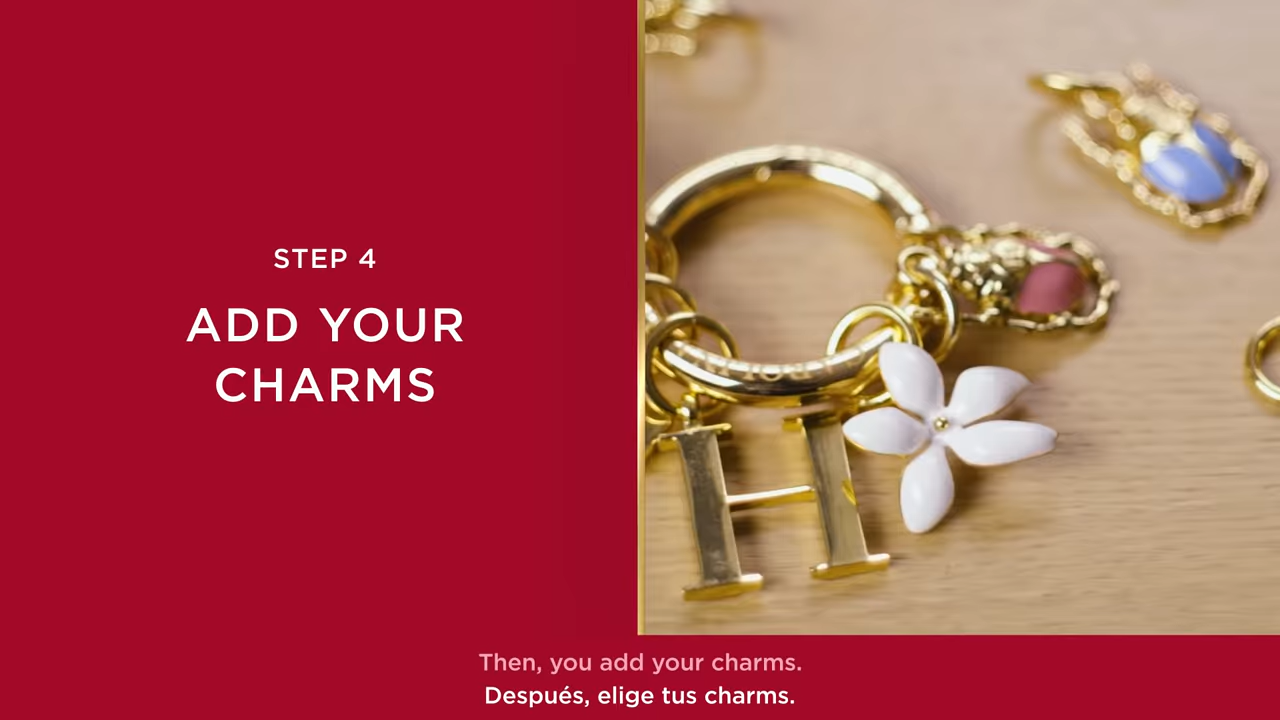 STEP 4
ADD YOUR
CHARMS
H
Then, you add your charms.
Después, elige tus charms.